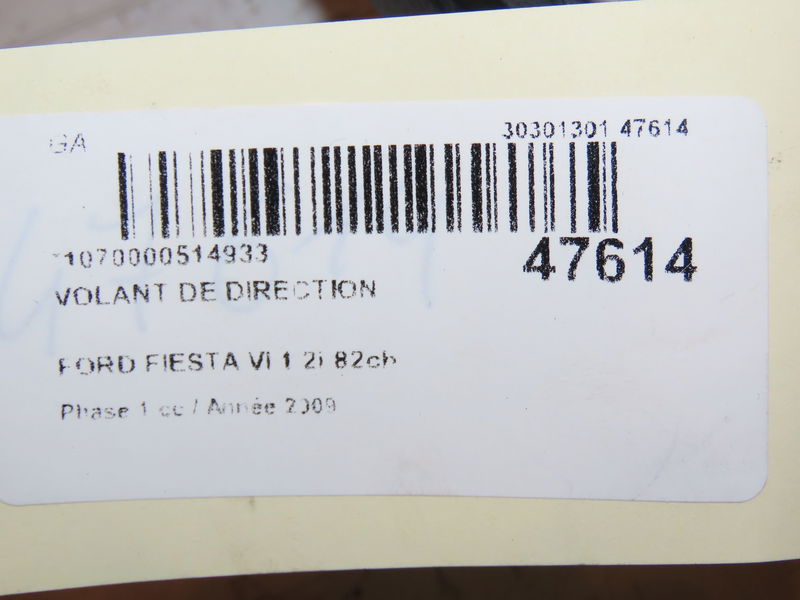 GA
30301301 47614
1070000514933
47614
VOLANT DE DIRECTION
FORD FIESTA VI 1 2i 82ch
Phase 1 cc / Année 2009